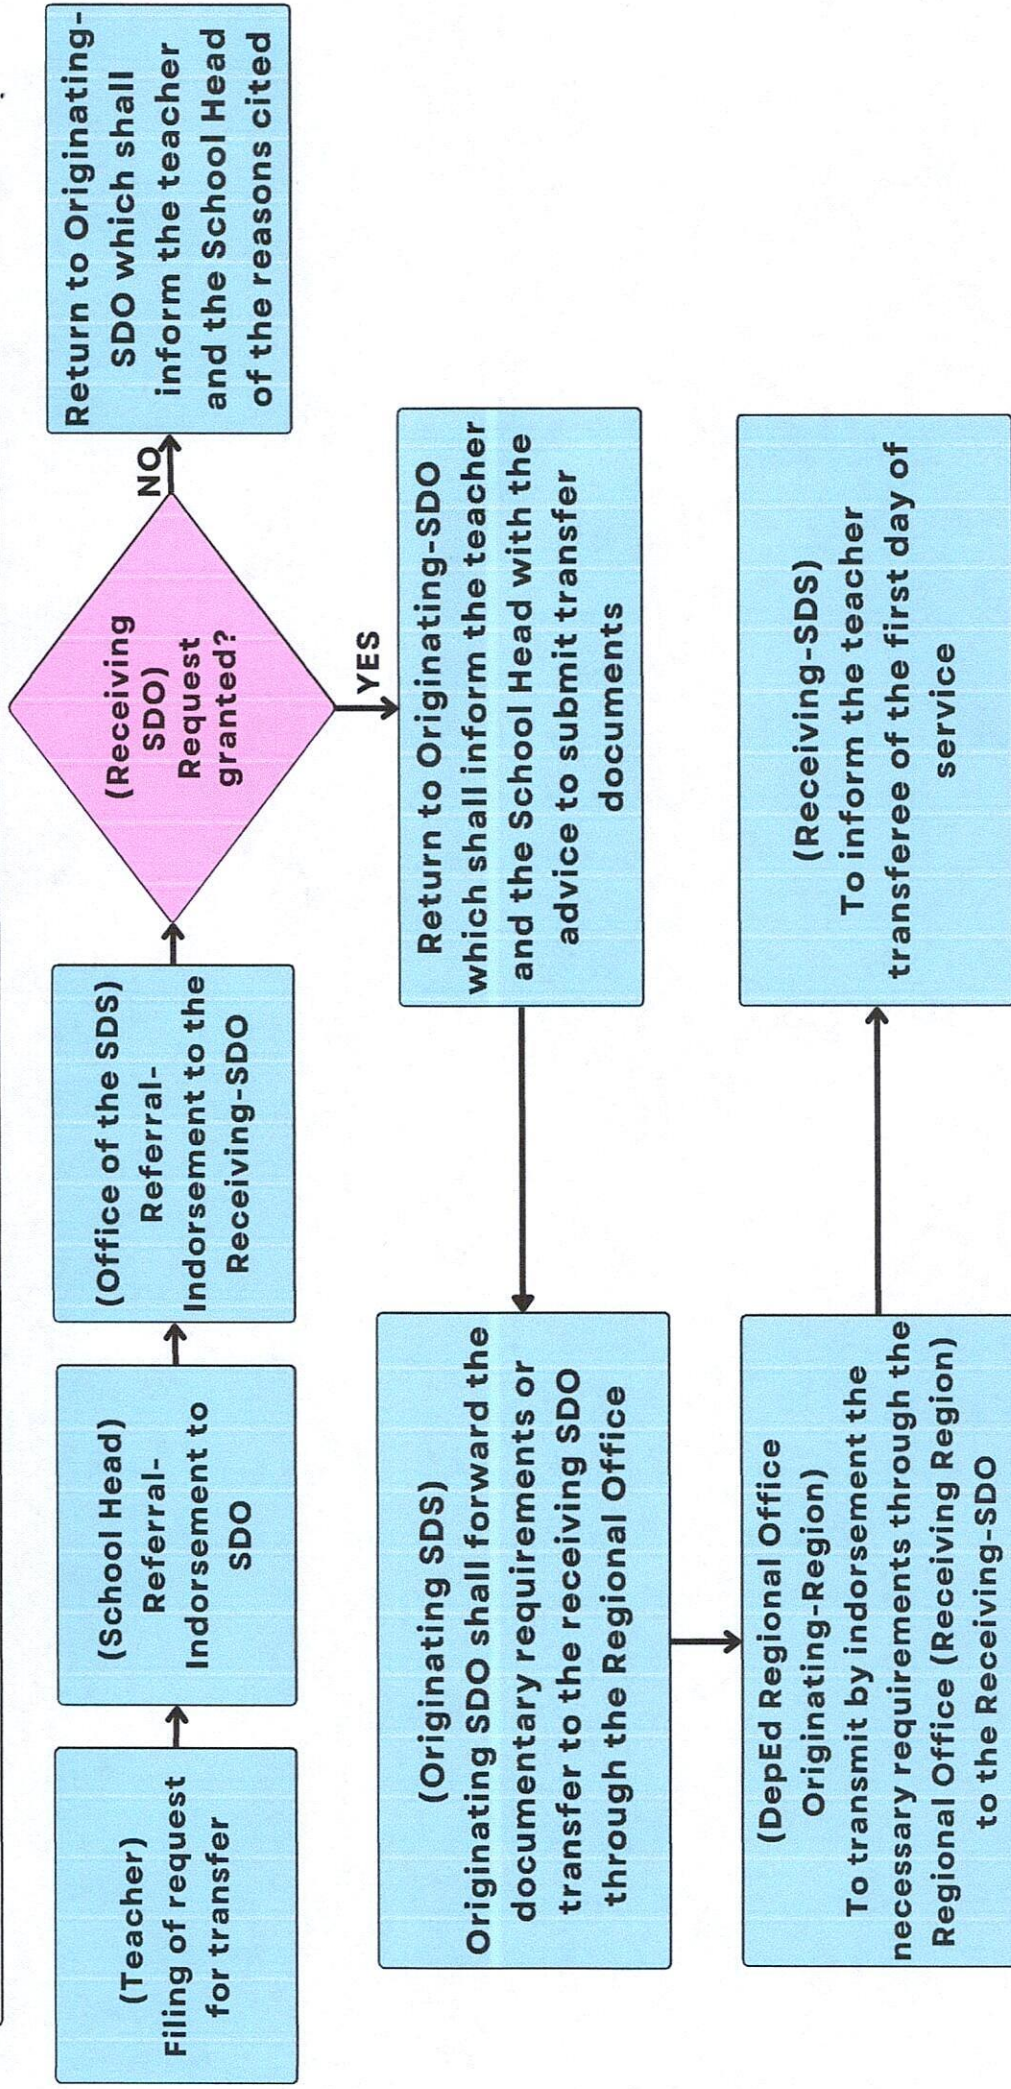 (Teacher)
Filing of request
for transfer
(School Head)
Referral-
Indorsement to
SDO
(Office of the SDS)
Referral-
Indorsement to the
Receiving-SDO
(Receiving
SDO)
Request
granted?
NO
Return to Originating-
SDO which shall
inform the teacher
and the School Head
of the reasons cited
YES
Return to Originating-SDO
which shall inform the teacher
and the School Head with the
advice to submit transfer
documents
(Originating SDS)
Originating SDO shall forward the
documentary requirements or
transfer to the receiving SDO
through the Regional Office
(DepEd Regional Office
Originating-Region)
To transmit by indorsement the
necessary requirements through the
Regional Office (Receiving Region)
to the Receiving-SDO
(Receiving-SDS)
To inform the teacher
transferee of the first day of
service